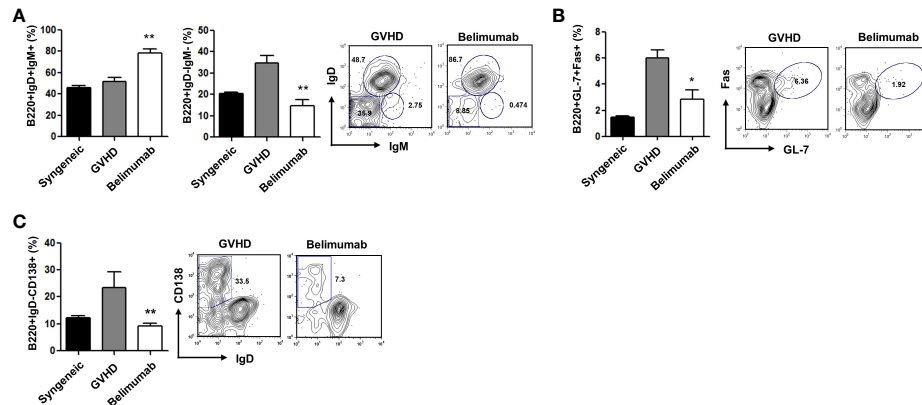 A
B220+IgD+IgM+ (%)
100
80
60
40
20
0
**
Syngeneic
GVHD
Belimumab
B220+IgD-IgM- (%)
50
40
30
20
10
0
**
Syngeneic
GVHD
Belimumab
GVHD
Belimumab
IgD
48.7
2.75
35.9
86.7
0.474
8.85
IgM
B
B220+GL-7+Fas+ (%)
8
6
4
2
0
*
Syngeneic
GVHD
Belimumab
GVHD
Belimumab
Fas
6.36
1.92
GL-7
C
B220+IgD-CD138+ (%)
40
30
20
10
0
**
Syngeneic
GVHD
Belimumab
GVHD
Belimumab
CD138
33.5
7.3
IgD